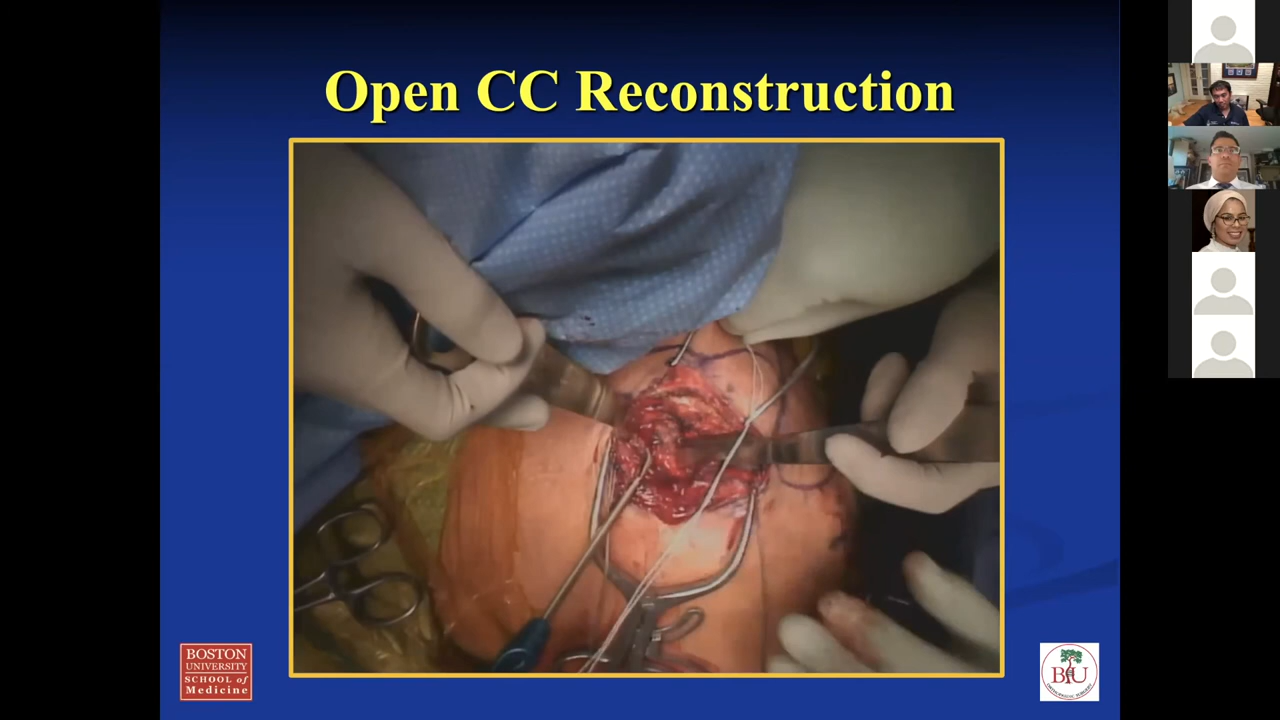 Open CC Reconstruction
BOSTON
UNIVERSITY
SCHOOL of
Medicine
BU